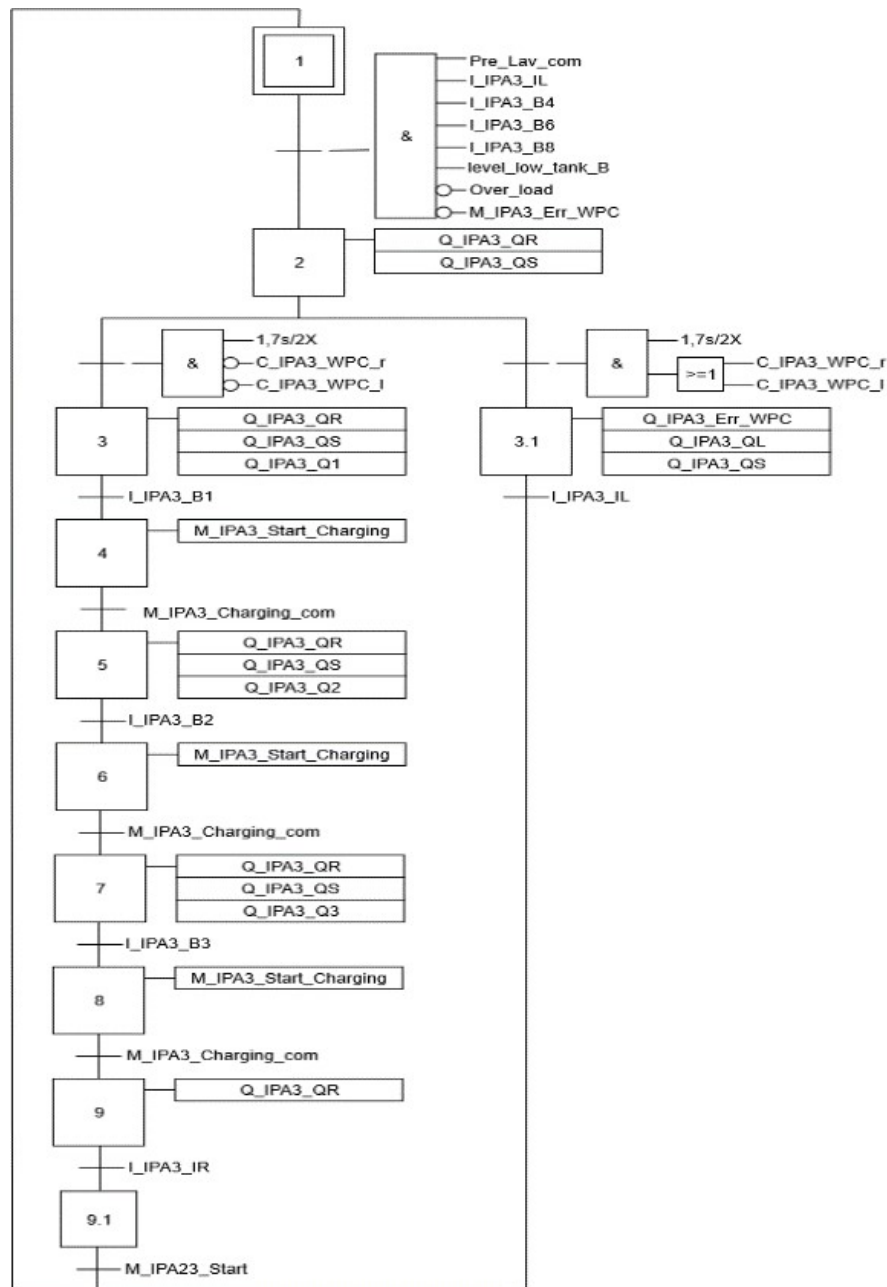 1
Pre_Lav_com
I_IPA3_IL
I_IPA3_B4
I_IPA3_B6
I_IPA3_B8
&
level_low_tank_B
Over_load
M_IPA3_Err_WPC
2
Q_IPA3_QR
Q_IPA3_QS
&
1,7s/2X
C_IPA3_WPC_r
C_IPA3_WPC_l
&
1,7s/2X
>=1
C_IPA3_WPC_r
C_IPA3_WPC_l
3
Q_IPA3_QR
Q_IPA3_QS
Q_IPA3_Q1
3.1
Q_IPA3_Err_WPC
Q_IPA3_QL
Q_IPA3_QS
I_IPA3_B1
I_IPA3_IL
4
M_IPA3_Start_Charging
M_IPA3_Charging_com
5
Q_IPA3_QR
Q_IPA3_QS
Q_IPA3_Q2
I_IPA3_B2
6
M_IPA3_Start_Charging
M_IPA3_Charging_com
7
Q_IPA3_QR
Q_IPA3_QS
Q_IPA3_Q3
I_IPA3_B3
8
M_IPA3_Start_Charging
M_IPA3_Charging_com
9
Q_IPA3_QR
I_IPA3_IR
9.1
M_IPA23_Start